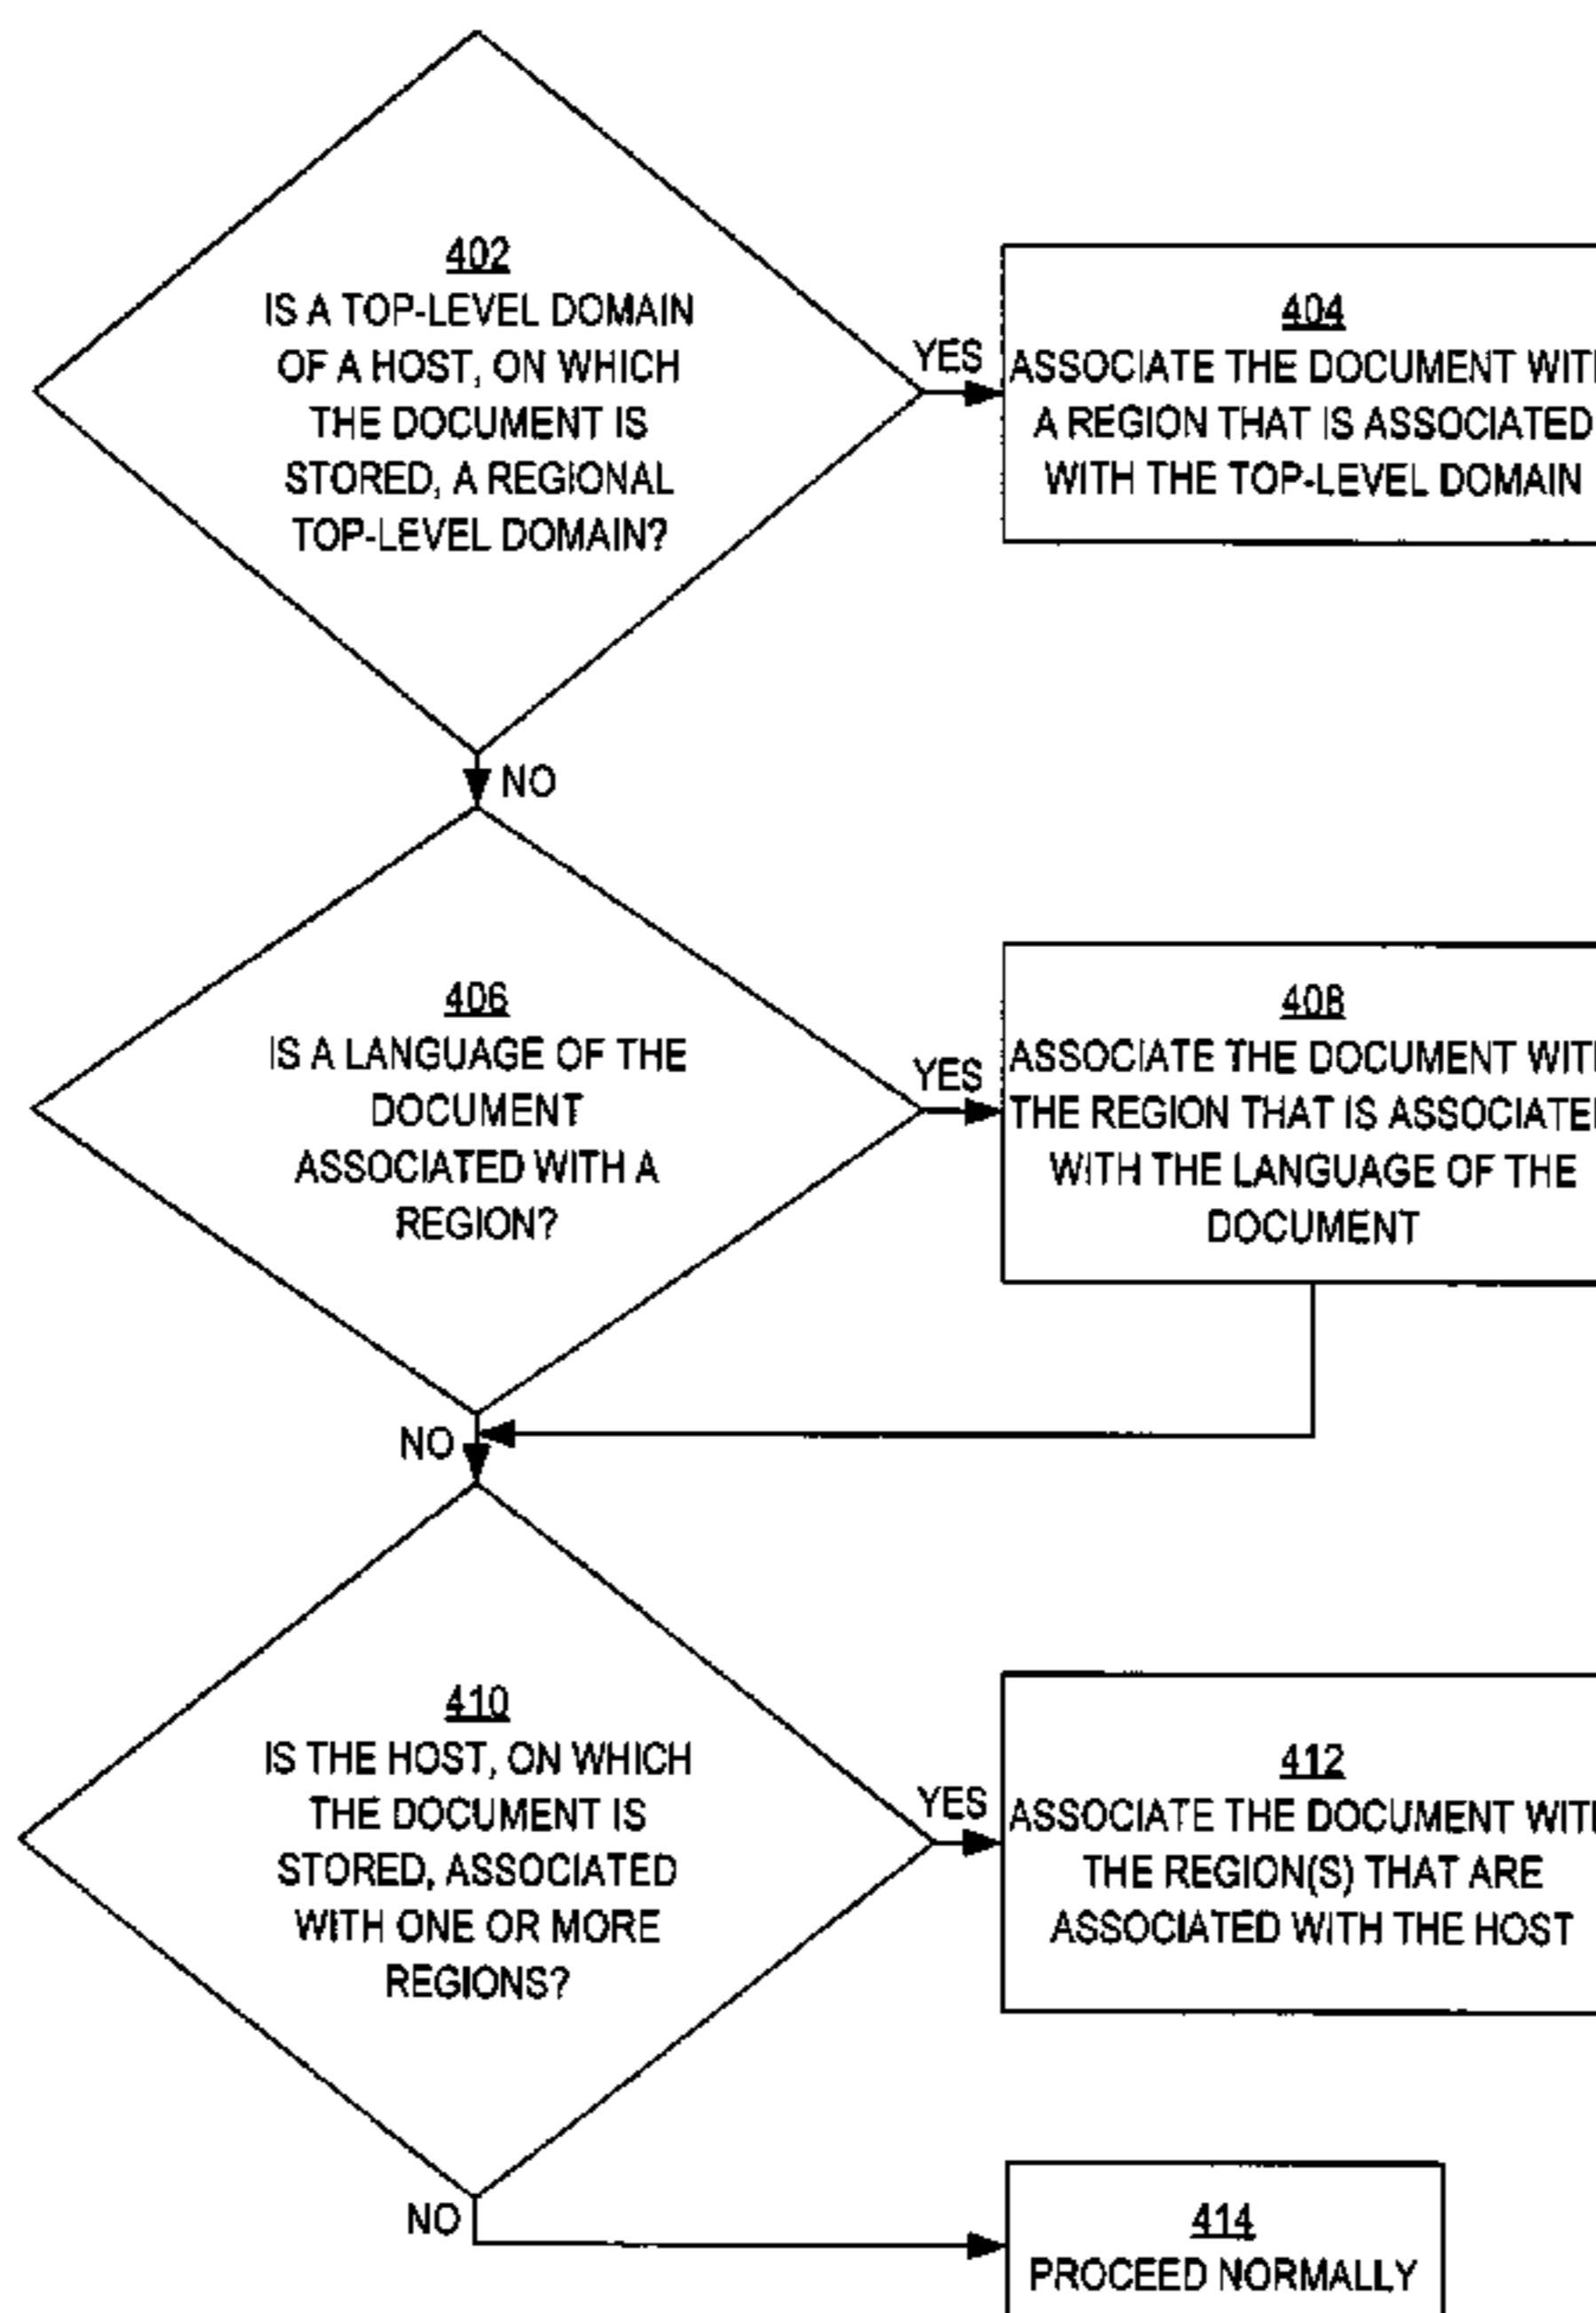 402
IS A TOP-LEVEL DOMAIN
OF A HOST, ON WHICH
THE DOCUMENT IS
STORED, A REGIONAL
TOP-LEVEL DOMAIN?
YES
404
ASSOCIATE THE DOCUMENT WITH
A REGION THAT IS ASSOCIATED
WITH THE TOP-LEVEL DOMAIN
NO
406
IS A LANGUAGE OF THE
DOCUMENT
ASSOCIATED WITH A
REGION?
YES
408
ASSOCIATE THE DOCUMENT WITH
THE REGION THAT IS ASSOCIATED
WITH THE LANGUAGE OF THE
DOCUMENT
NO
410
IS THE HOST, ON WHICH
THE DOCUMENT IS
STORED, ASSOCIATED
WITH ONE OR MORE
REGIONS?
YES
412
ASSOCIATE THE DOCUMENT WITH
THE REGION(S) THAT ARE
ASSOCIATED WITH THE HOST
NO
414
PROCEED NORMALLY